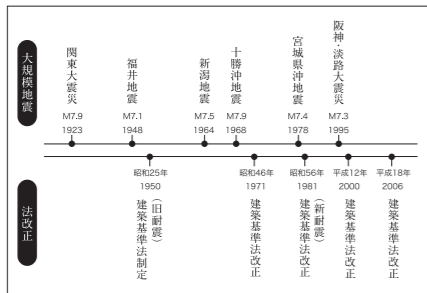 大規模地震
関東大震災
M7.9
1923
福井地震
M7.1
1948
新潟地震
M7.5
1964
十勝沖地震
M7.9
1968
宮城県沖地震
M7.4
1978
阪神・淡路大震災
M7.3
1995
法改正
昭和25年
1950
(旧耐震)
建築基準法制定
昭和46年
1971
建築基準法改正
昭和56年
1981
(新耐震)
建築基準法改正
平成12年
2000
建築基準法改正
平成18年
2006
建築基準法改正